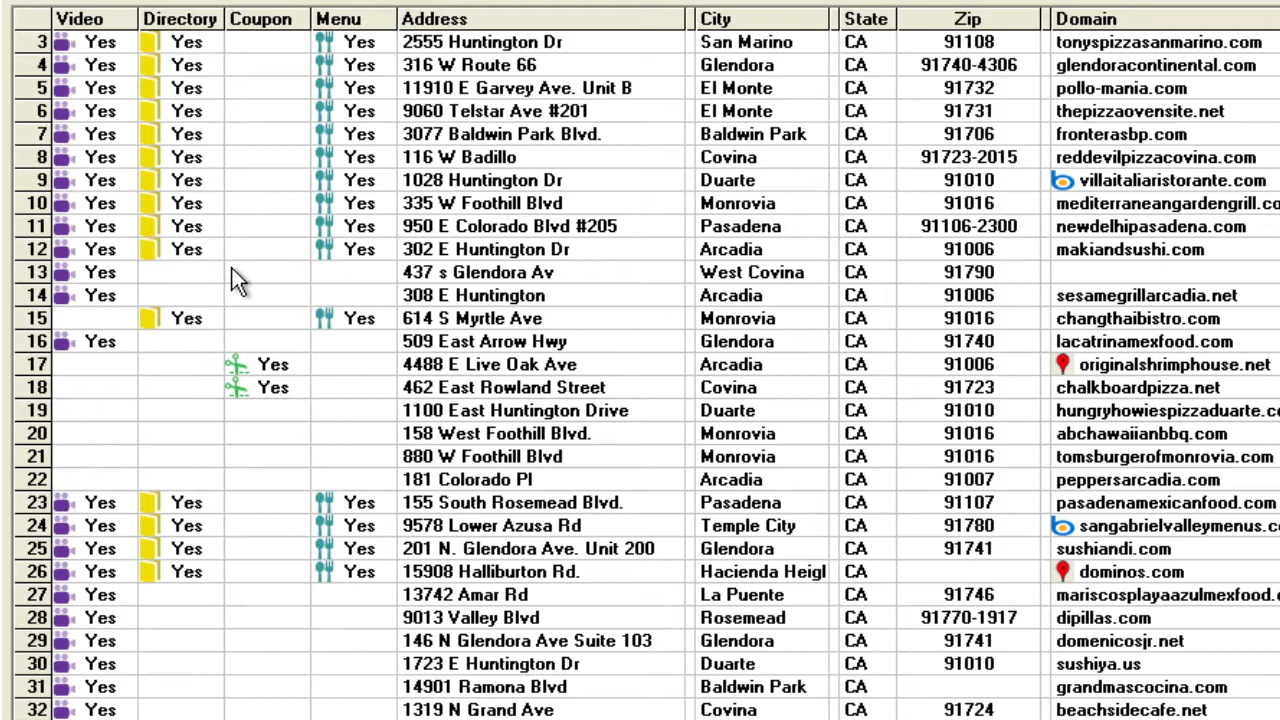 Video Directory Coupon Menu Address City State Zip Domain
3 Yes Yes Yes 2555 Huntington Dr San Marino CA 91108 tonyspizzasanmarino.com
4 Yes Yes Yes 316 W Route 66 Glendora CA 91740-4306 glendoracontinental.com
5 Yes Yes Yes 11910 E Garvey Ave. Unit B El Monte CA 91732 pollo-mania.com
6 Yes Yes Yes 9060 Telstar Ave #201 El Monte CA 91731 thepizzaovensite.net
7 Yes Yes Yes 3077 Baldwin Park Blvd. Baldwin Park CA 91706 fronterasbp.com
8 Yes Yes Yes 116 W Badillo Covina CA 91723-2015 reddevilpizzacovina.com
9 Yes Yes Yes 1028 Huntington Dr Duarte CA 91010 villaitaliaristorante.com
10 Yes Yes Yes 335 W Foothill Blvd Monrovia CA 91016 mediterraneangardengrill.co
11 Yes Yes Yes 950 E Colorado Blvd #205 Pasadena CA 91106-2300 newdelhipasadena.com
12 Yes Yes Yes 302 E Huntington Dr Arcadia CA 91006 makiandsushi.com
13 Yes 437 s Glendora Av West Covina CA 91790
14 Yes 308 E Huntington Arcadia CA 91006 sesamegrillarcadia.net
15 Yes Yes 614 S Myrtle Ave Monrovia CA 91016 changthaibistro.com
16 Yes 509 East Arrow Hwy Glendora CA 91740 lacatrinamexfood.com
17 Yes 4488 E Live Oak Ave Arcadia CA 91006 originalshrimphouse.net
18 Yes 462 East Rowland Street Covina CA 91723 chalkboardpizza.net
19 1100 East Huntington Drive Duarte CA 91010 hungryhowiespizzaduarte.c
20 158 West Foothill Blvd. Monrovia CA 91016 abchawaiianbbq.com
21 880 W Foothill Blvd Monrovia CA 91016 tomsburgerofmonrovia.com
22 181 Colorado Pl Arcadia CA 91007 peppersarcadia.com
23 Yes Yes Yes 155 South Rosemead Blvd. Pasadena CA 91107 pasadenamexicanfood.com
24 Yes Yes Yes 9578 Lower Azusa Rd Temple City CA 91780 sangabrielvalleymenus.c
25 Yes Yes Yes 201 N. Glendora Ave. Unit 200 Glendora CA 91741 sushiandi.com
26 Yes Yes Yes 15908 Halliburton Rd. Hacienda Heigl CA dominos.com
27 Yes 13742 Amar Rd La Puente CA 91746 mariscosplayaazulmexfood.
28 Yes 9013 Valley Blvd Rosemead CA 91770-1917 dipillas.com
29 Yes 146 N Glendora Ave Suite 103 Glendora CA 91741 domenicosjr.net
30 Yes 1723 E Huntington Dr Duarte CA 91010 sushiya.us
31 Yes 14901 Ramona Blvd Baldwin Park CA grandmascocina.com
32 Yes 1319 N Grand Ave Covina CA 91724 beachsidecafe.net